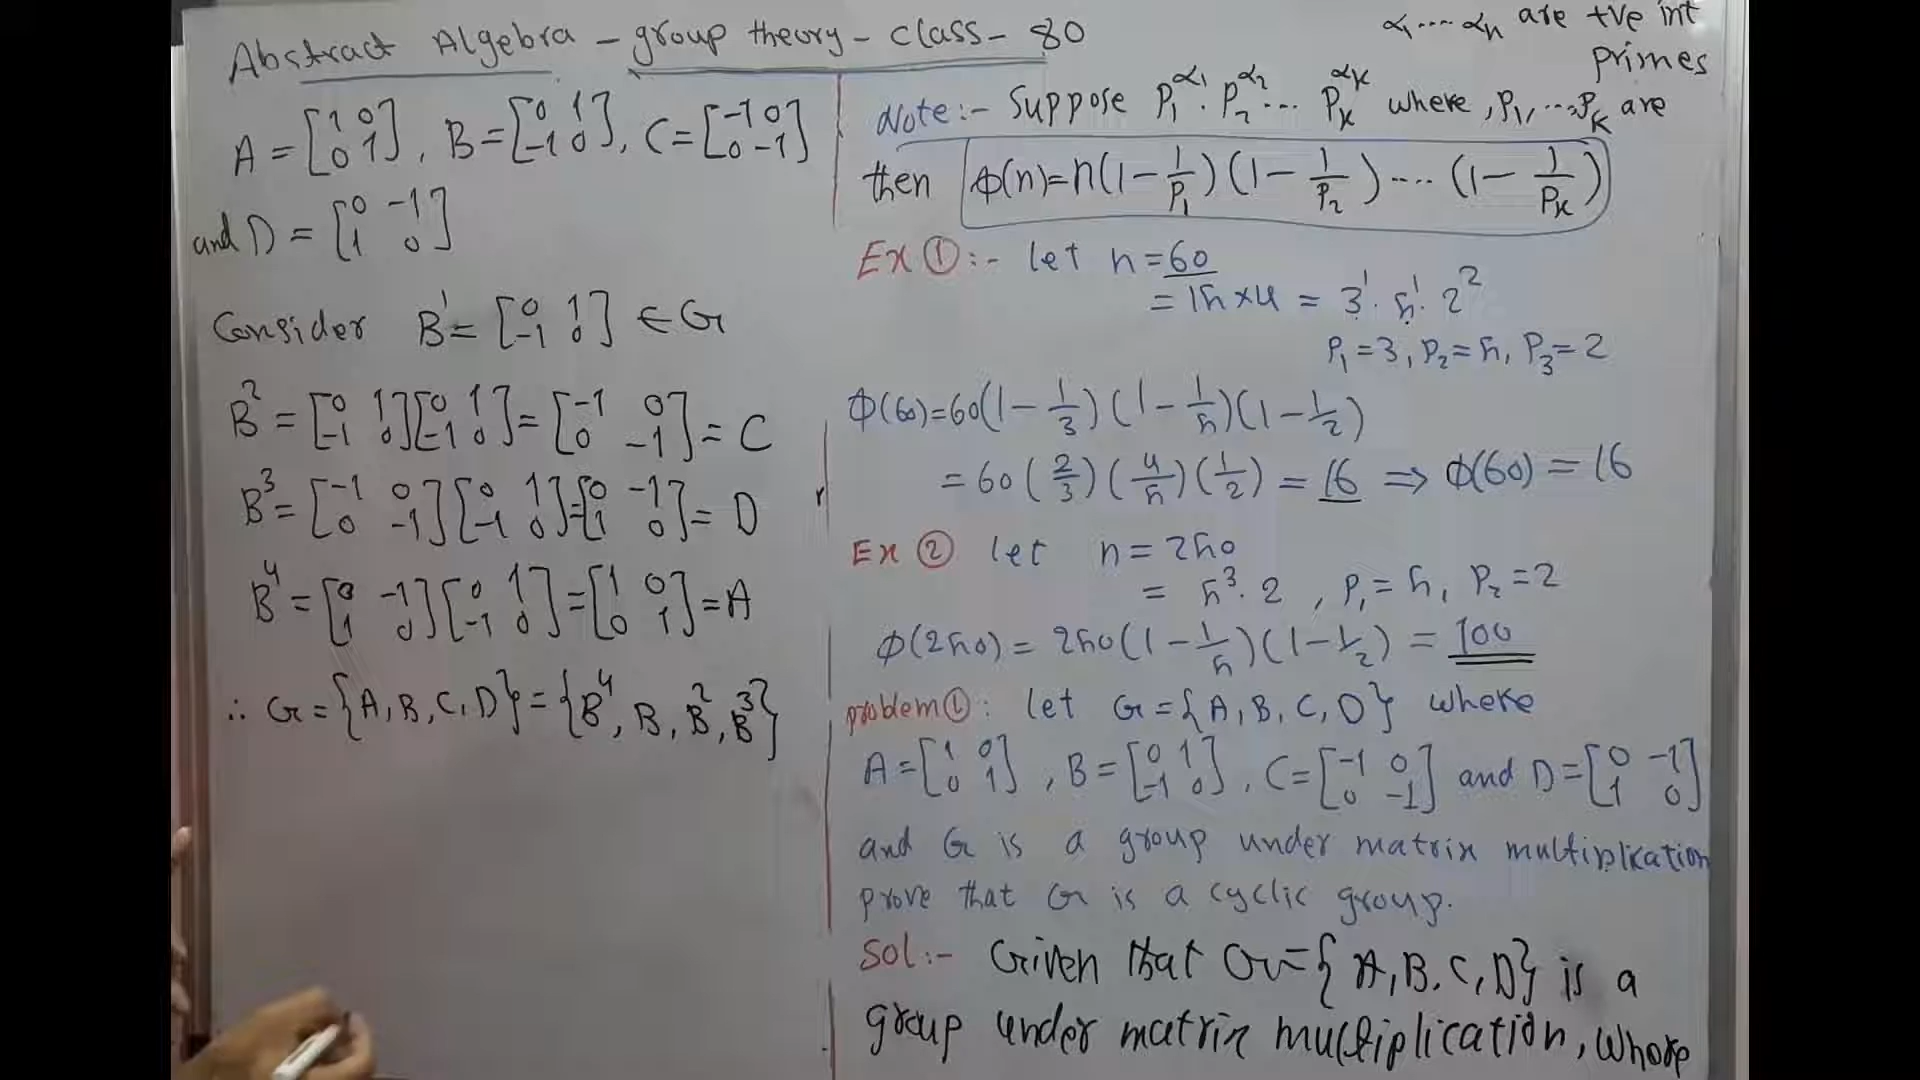 Abstract Algebra - group theory - class - 80
A = [1 0 0 1], B = [0 1 -1 0], C = [-1 0 0 -1]
and D = [0 -1 1 0]
Consider B¹ = [0 1 -1 0] ∈ G
B² = [0 1 -1 0][0 1 -1 0] = [-1 0 0 -1] = C
B³ = [-1 0 0 -1][0 1 -1 0] = [0 -1 1 0] = D
B⁴ = [0 -1 1 0][0 1 -1 0] = [1 0 0 1] = A
∴ G = {A, B, C, D} = {B⁴, B, B², B³}
α₁ .... αₙ are +ve int
primes
Note :- Suppose P₁^α₁ . P₂^α₂ ... Pₖ^αₖ where, P₁, ... Pₖ are
then ϕ(n) = n(1 - 1/P₁)(1 - 1/P₂) .... (1 - 1/Pₖ)
Ex ① :- let n = 60
= 15 × 4 = 3¹ . 5¹ . 2²
P₁ = 3, P₂ = 5, P₃ = 2
ϕ(60) = 60(1 - 1/3)(1 - 1/5)(1 - 1/2)
= 60(2/3)(4/5)(1/2) = 16 ⇒ ϕ(60) = 16
Ex ② let n = 250
= 5³ . 2, P₁ = 5, P₂ = 2
ϕ(250) = 250(1 - 1/5)(1 - 1/2) = 100
problem ① : let G = {A, B, C, D} where
A = [1 0 0 1], B = [0 1 -1 0], C = [-1 0 0 -1] and D = [0 -1 1 0]
and G is a group under matrix multiplication
prove that G is a cyclic group.
Sol :- Given that G = {A, B, C, D} is a
group under matrix multiplication, where